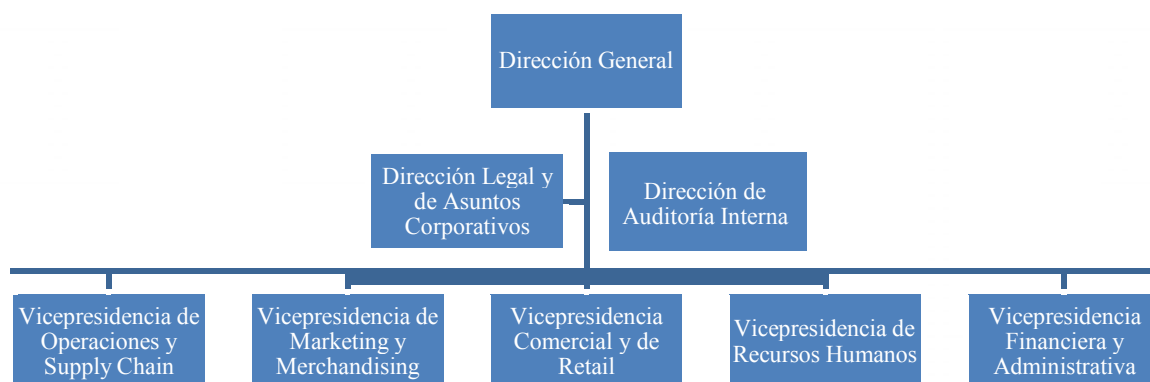 Dirección General
Dirección Legal y
de Asuntos
Corporativos
Dirección de
Auditoría Interna
Vicepresidencia de
Operaciones y
Supply Chain
Vicepresidencia de
Marketing y
Merchandising
Vicepresidencia
Comercial y de
Retail
Vicepresidencia de
Recursos Humanos
Vicepresidencia
Financiera y
Administrativa